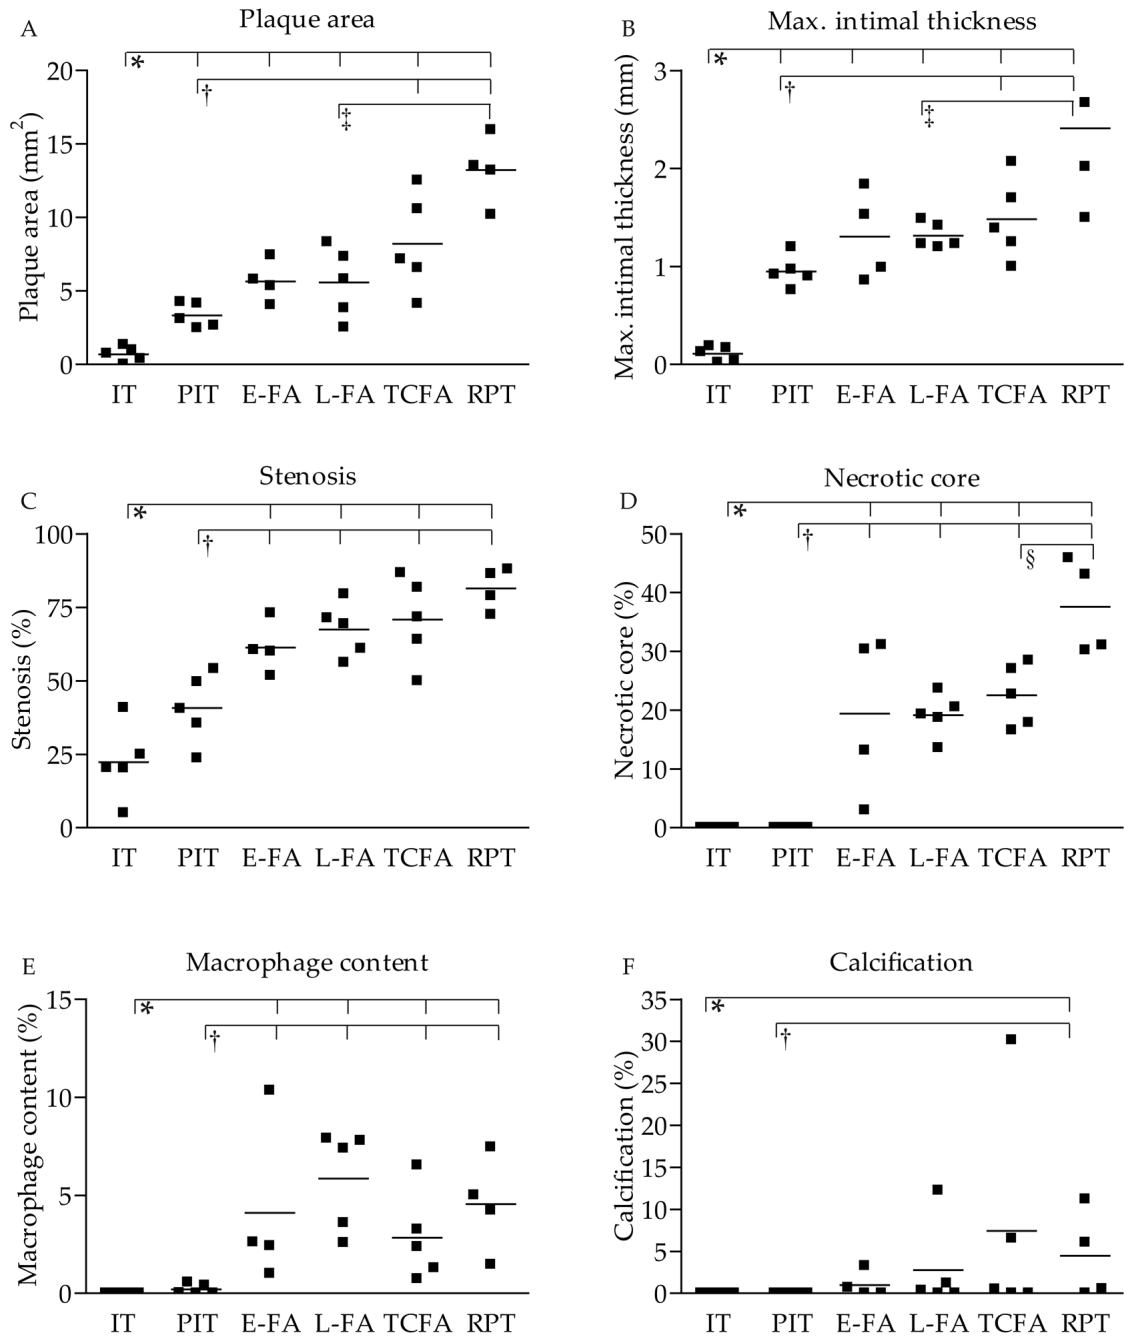 A
Plaque area
*
†
‡
20
15
10
5
0
Plaque area (mm²)
IT PIT E-FA L-FA TCFA RPT
B
Max. intimal thickness
*
†
‡
3
2
1
0
Max. intimal thickness (mm)
IT PIT E-FA L-FA TCFA RPT
C
Stenosis
*
†
100
75
50
25
0
Stenosis (%)
IT PIT E-FA L-FA TCFA RPT
D
Necrotic core
*
†
§
50
40
30
20
10
0
Necrotic core (%)
IT PIT E-FA L-FA TCFA RPT
E
Macrophage content
*
†
15
10
5
0
Macrophage content (%)
IT PIT E-FA L-FA TCFA RPT
F
Calcification
*
†
35
30
25
20
15
10
5
0
Calcification (%)
IT PIT E-FA L-FA TCFA RPT